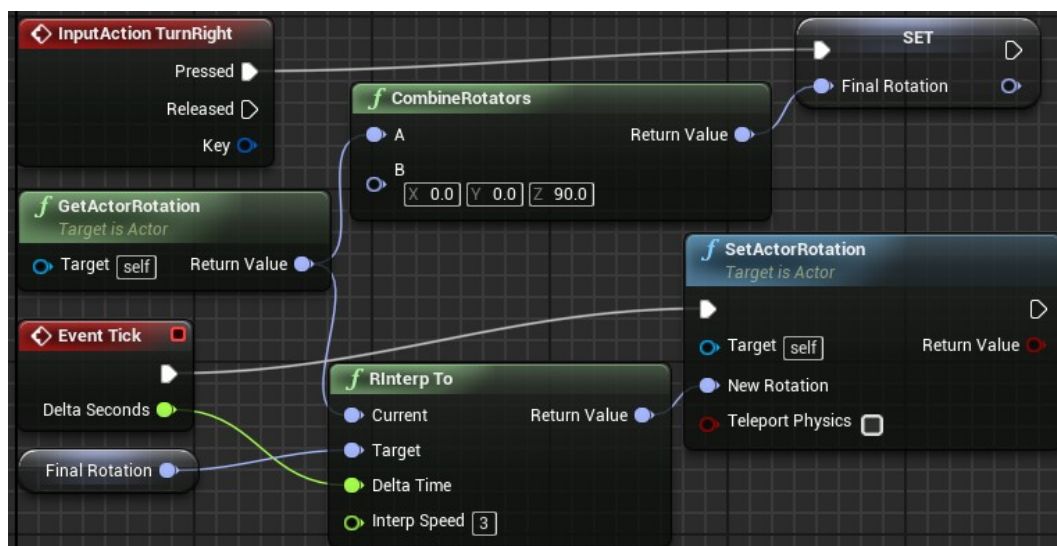 InputAction TurnRight
Pressed
Released
Key
SET
Final Rotation
f CombineRotators
A
Return Value
B
X 0.0 Y 0.0 Z 90.0
f GetActorRotation
Target is Actor
Target self
Return Value
f SetActorRotation
Target is Actor
Target self
Return Value
New Rotation
Teleport Physics
Event Tick
Delta Seconds
Final Rotation
f RInterp To
Current
Return Value
Target
Delta Time
Interp Speed 3